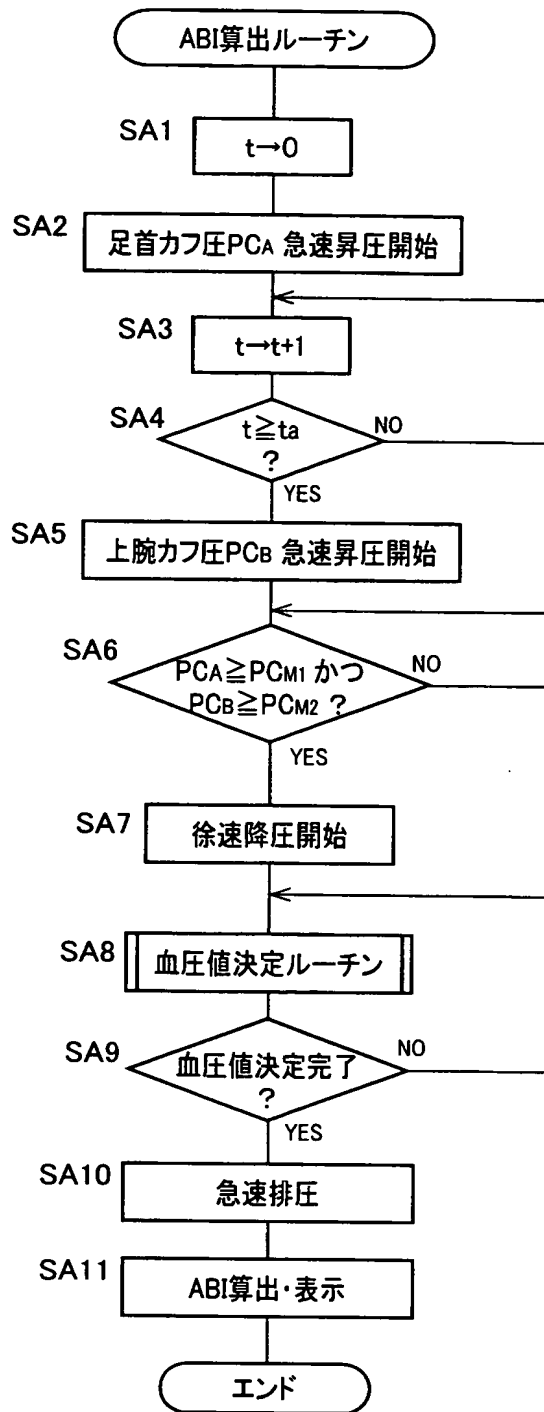 ABI算出ルーチン
SA1
t→0
SA2
足首カフ圧PCA 急速昇圧開始
SA3
t→t+1
SA4
t≧ta
?
NO
YES
SA5
上腕カフ圧PCB 急速昇圧開始
SA6
PCA≧PCM1 かつ
PCB≧PCM2 ?
NO
YES
SA7
徐速降圧開始
SA8
血圧値決定ルーチン
SA9
血圧値決定完了
?
NO
YES
SA10
急速排圧
SA11
ABI算出・表示
エンド